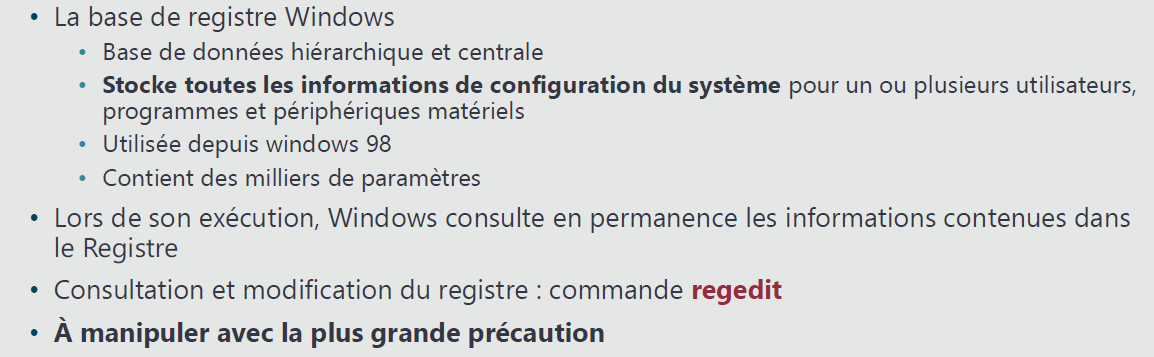 • La base de registre Windows
• Base de données hiérarchique et centrale
• Stocke toutes les informations de configuration du système pour un ou plusieurs utilisateurs,
programmes et périphériques matériels
• Utilisée depuis windows 98
• Contient des milliers de paramètres
• Lors de son exécution, Windows consulte en permanence les informations contenues dans
le Registre
• Consultation et modification du registre : commande regedit
• À manipuler avec la plus grande précaution